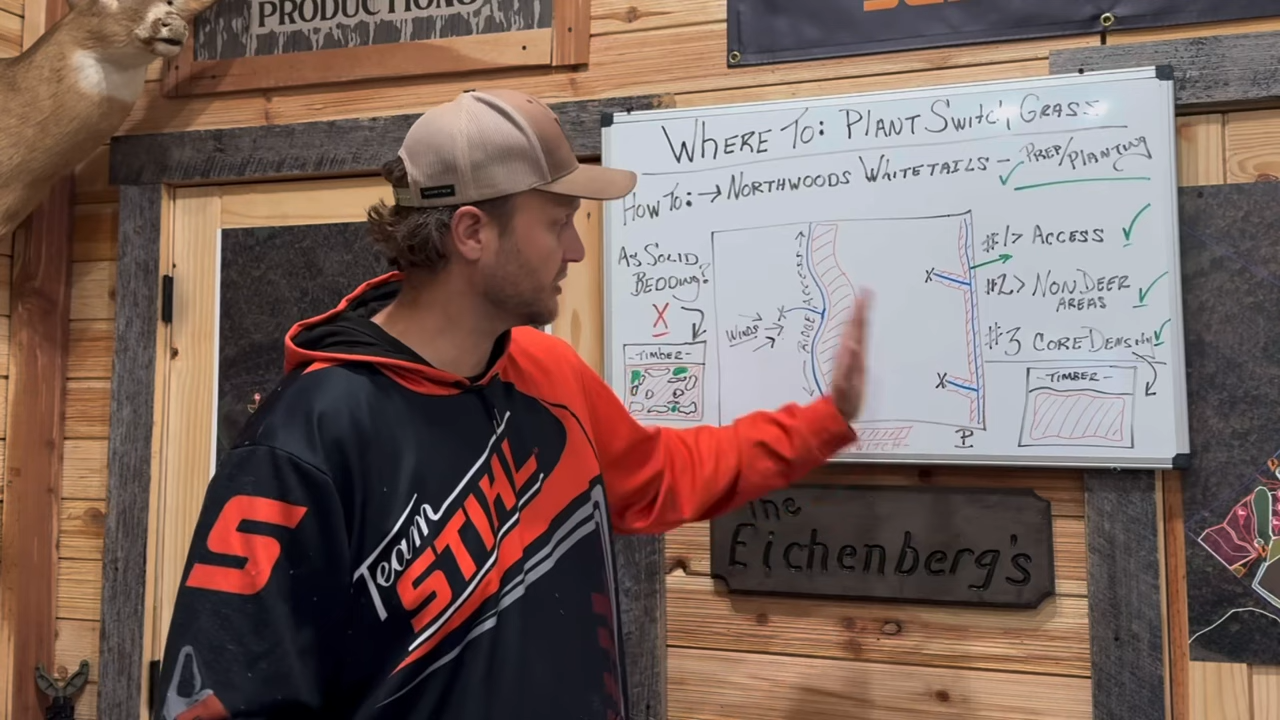 PRODUCTIONS
WHERE TO: PLANT SWITCH GRASS
HOW TO: → NORTHWOODS WHITETAILS - PREP/PLANTING
AS SOLID
BEDDING?
X
-TIMBER-
WINDS
X
RIDGE ACCESS
X
X
P
#1> ACCESS
#2> NON DEER
AREAS
#3 CORE DENSITY
-TIMBER-
The
Eichenberg's
Team
STIHL
S